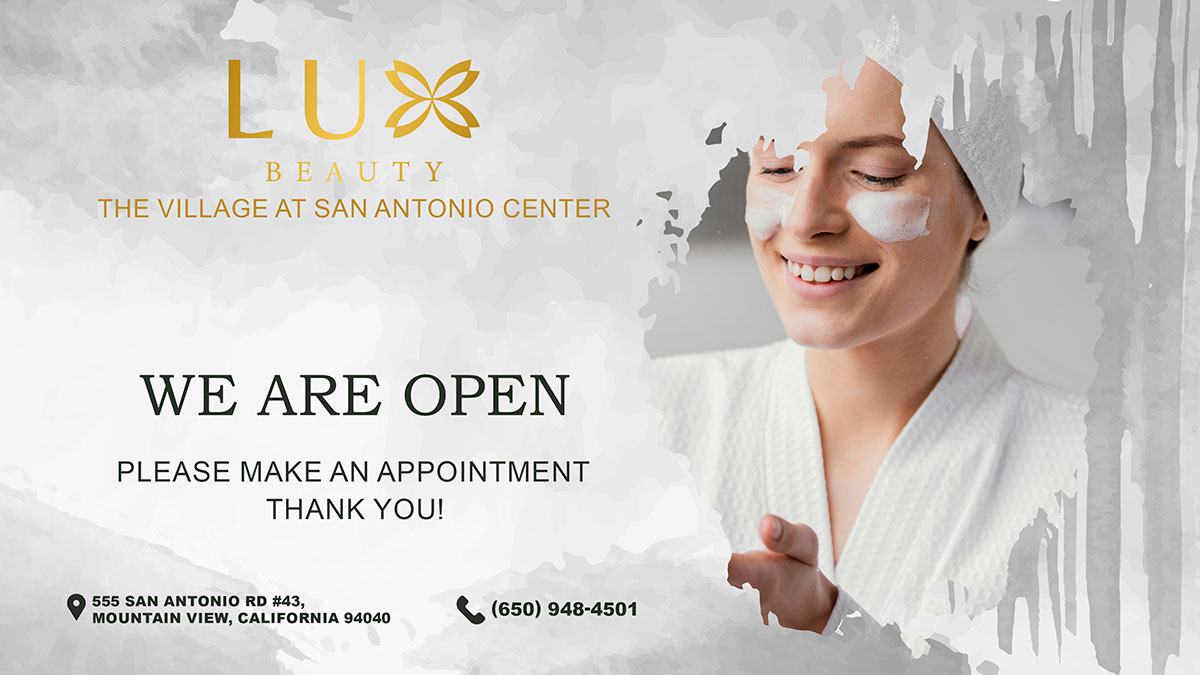 LUX
BEAUTY
THE VILLAGE AT SAN ANTONIO CENTER
WE ARE OPEN
PLEASE MAKE AN APPOINTMENT
THANK YOU!
555 SAN ANTONIO RD #43,
MOUNTAIN VIEW, CALIFORNIA 94040
(650) 948-4501